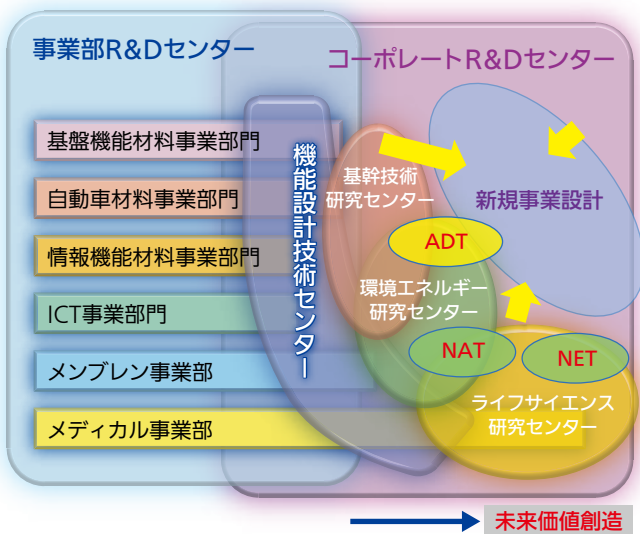 事業部R&Dセンター
コーポレートR&Dセンター
基盤機能材料事業部門
自動車材料事業部門
情報機能材料事業部門
ICT事業部門
メンブレン事業部
メディカル事業部
機能設計技術センター
基幹技術
研究センター
新規事業設計
ADT
環境エネルギー
研究センター
NAT
NET
ライフサイエンス
研究センター
未来価値創造